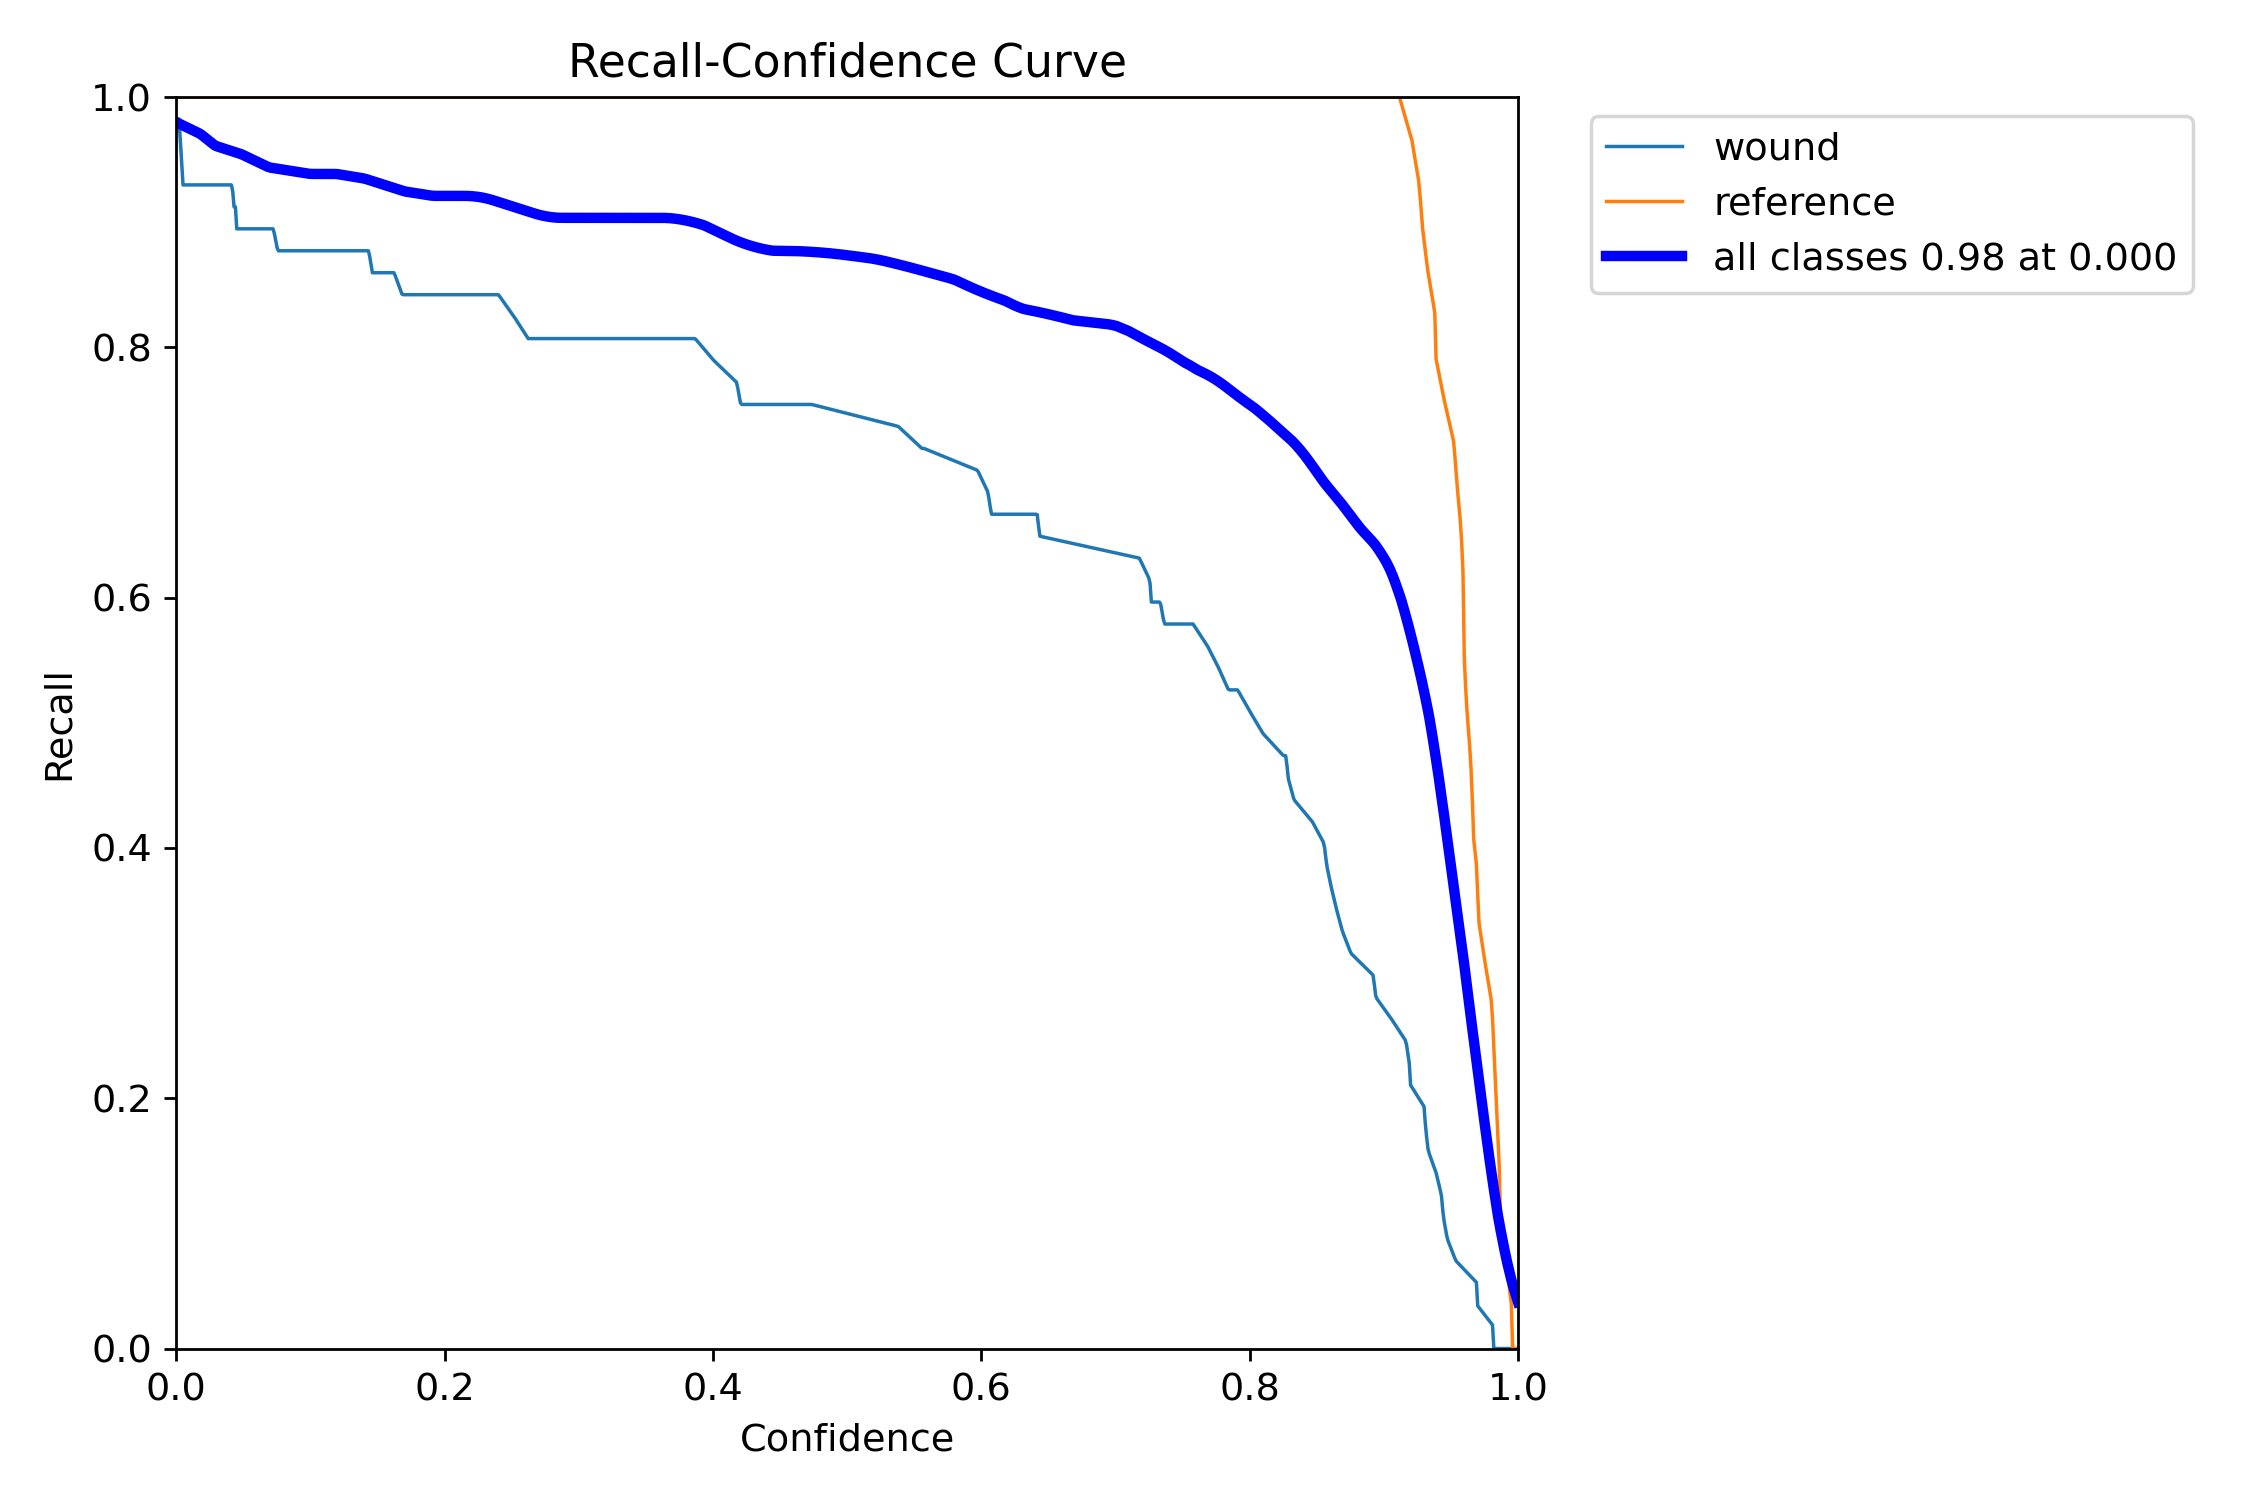 Recall-Confidence Curve
1.0
0.8
0.6
0.4
0.2
0.0
Recall
0.0 0.2 0.4 0.6 0.8 1.0
Confidence
wound
reference
all classes 0.98 at 0.000